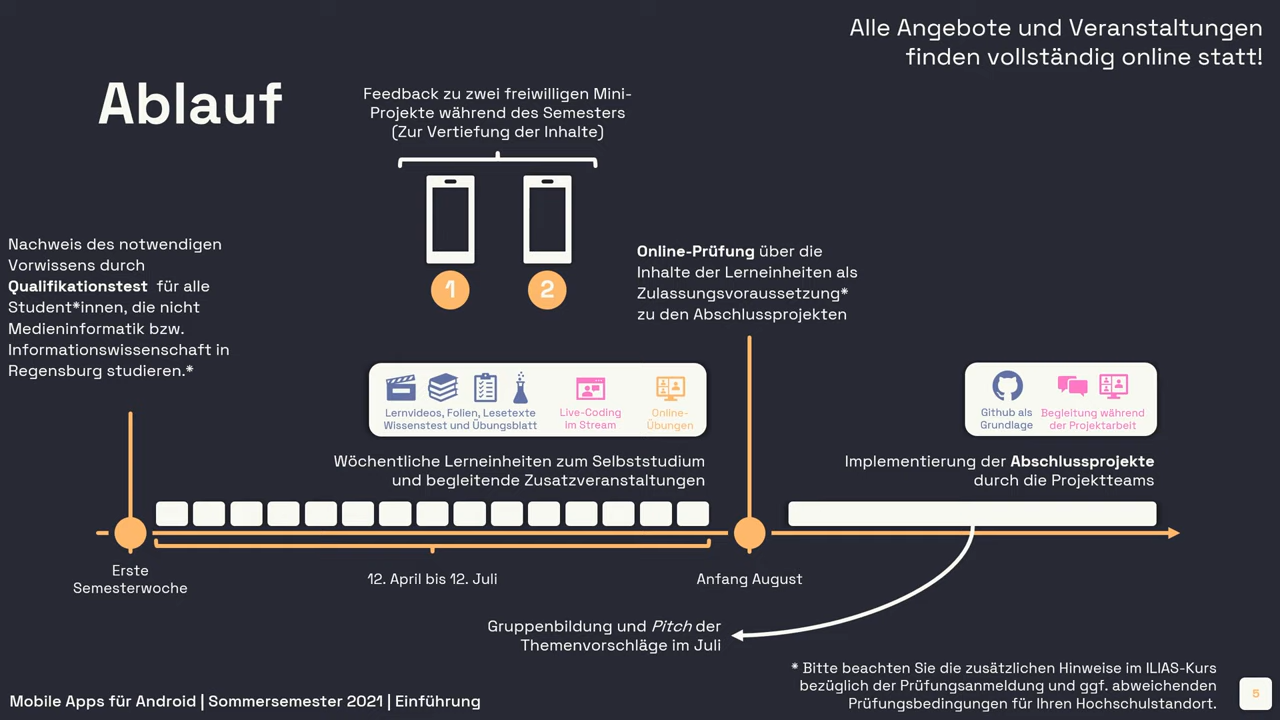 Alle Angebote und Veranstaltungen
finden vollständig online statt!
Ablauf
Feedback zu zwei freiwilligen Mini-
Projekte während des Semesters
(Zur Vertiefung der Inhalte)
1
2
Nachweis des notwendigen
Vorwissens durch
Qualifikationstest für alle
Student*innen, die nicht
Medieninformatik bzw.
Informationswissenschaft in
Regensburg studieren.*
Online-Prüfung über die
Inhalte der Lerneinheiten als
Zulassungsvoraussetzung*
zu den Abschlussprojekten
Lernvideos, Folien, Lesetexte
Wissenstest und Übungsblatt
Live-Coding
im Stream
Online-
Übungen
Github als
Grundlage
Begleitung während
der Projektarbeit
Wöchentliche Lerneinheiten zum Selbststudium
und begleitende Zusatzveranstaltungen
Implementierung der Abschlussprojekte
durch die Projektteams
Erste
Semesterwoche
12. April bis 12. Juli
Anfang August
Gruppenbildung und Pitch der
Themenvorschläge im Juli
* Bitte beachten Sie die zusätzlichen Hinweise im ILIAS-Kurs
bezüglich der Prüfungsanmeldung und ggf. abweichenden
Prüfungsbedingungen für Ihren Hochschulstandort.
Mobile Apps für Android | Sommersemester 2021 | Einführung
5